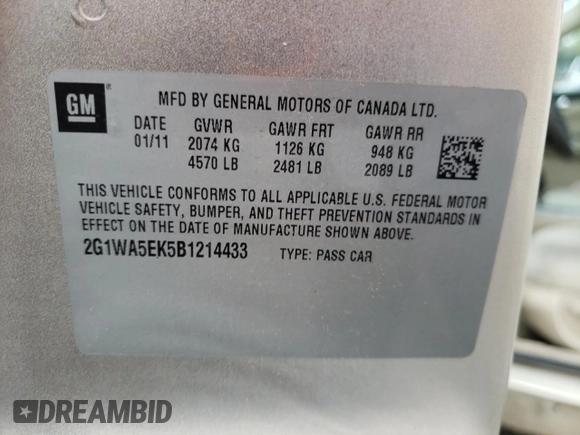 GM
MFD BY GENERAL MOTORS OF CANADA LTD.
DATE GVWR GAWR FRT GAWR RR
01/11 2074 KG 1126 KG 948 KG
4570 LB 2481 LB 2089 LB
THIS VEHICLE CONFORMS TO ALL APPLICABLE U.S. FEDERAL MOTOR
VEHICLE SAFETY, BUMPER, AND THEFT PREVENTION STANDARDS IN
EFFECT ON THE DATE OF MANUFACTURE SHOWN ABOVE.
2G1WA5EK5B1214433 TYPE: PASS CAR
DREAMBID